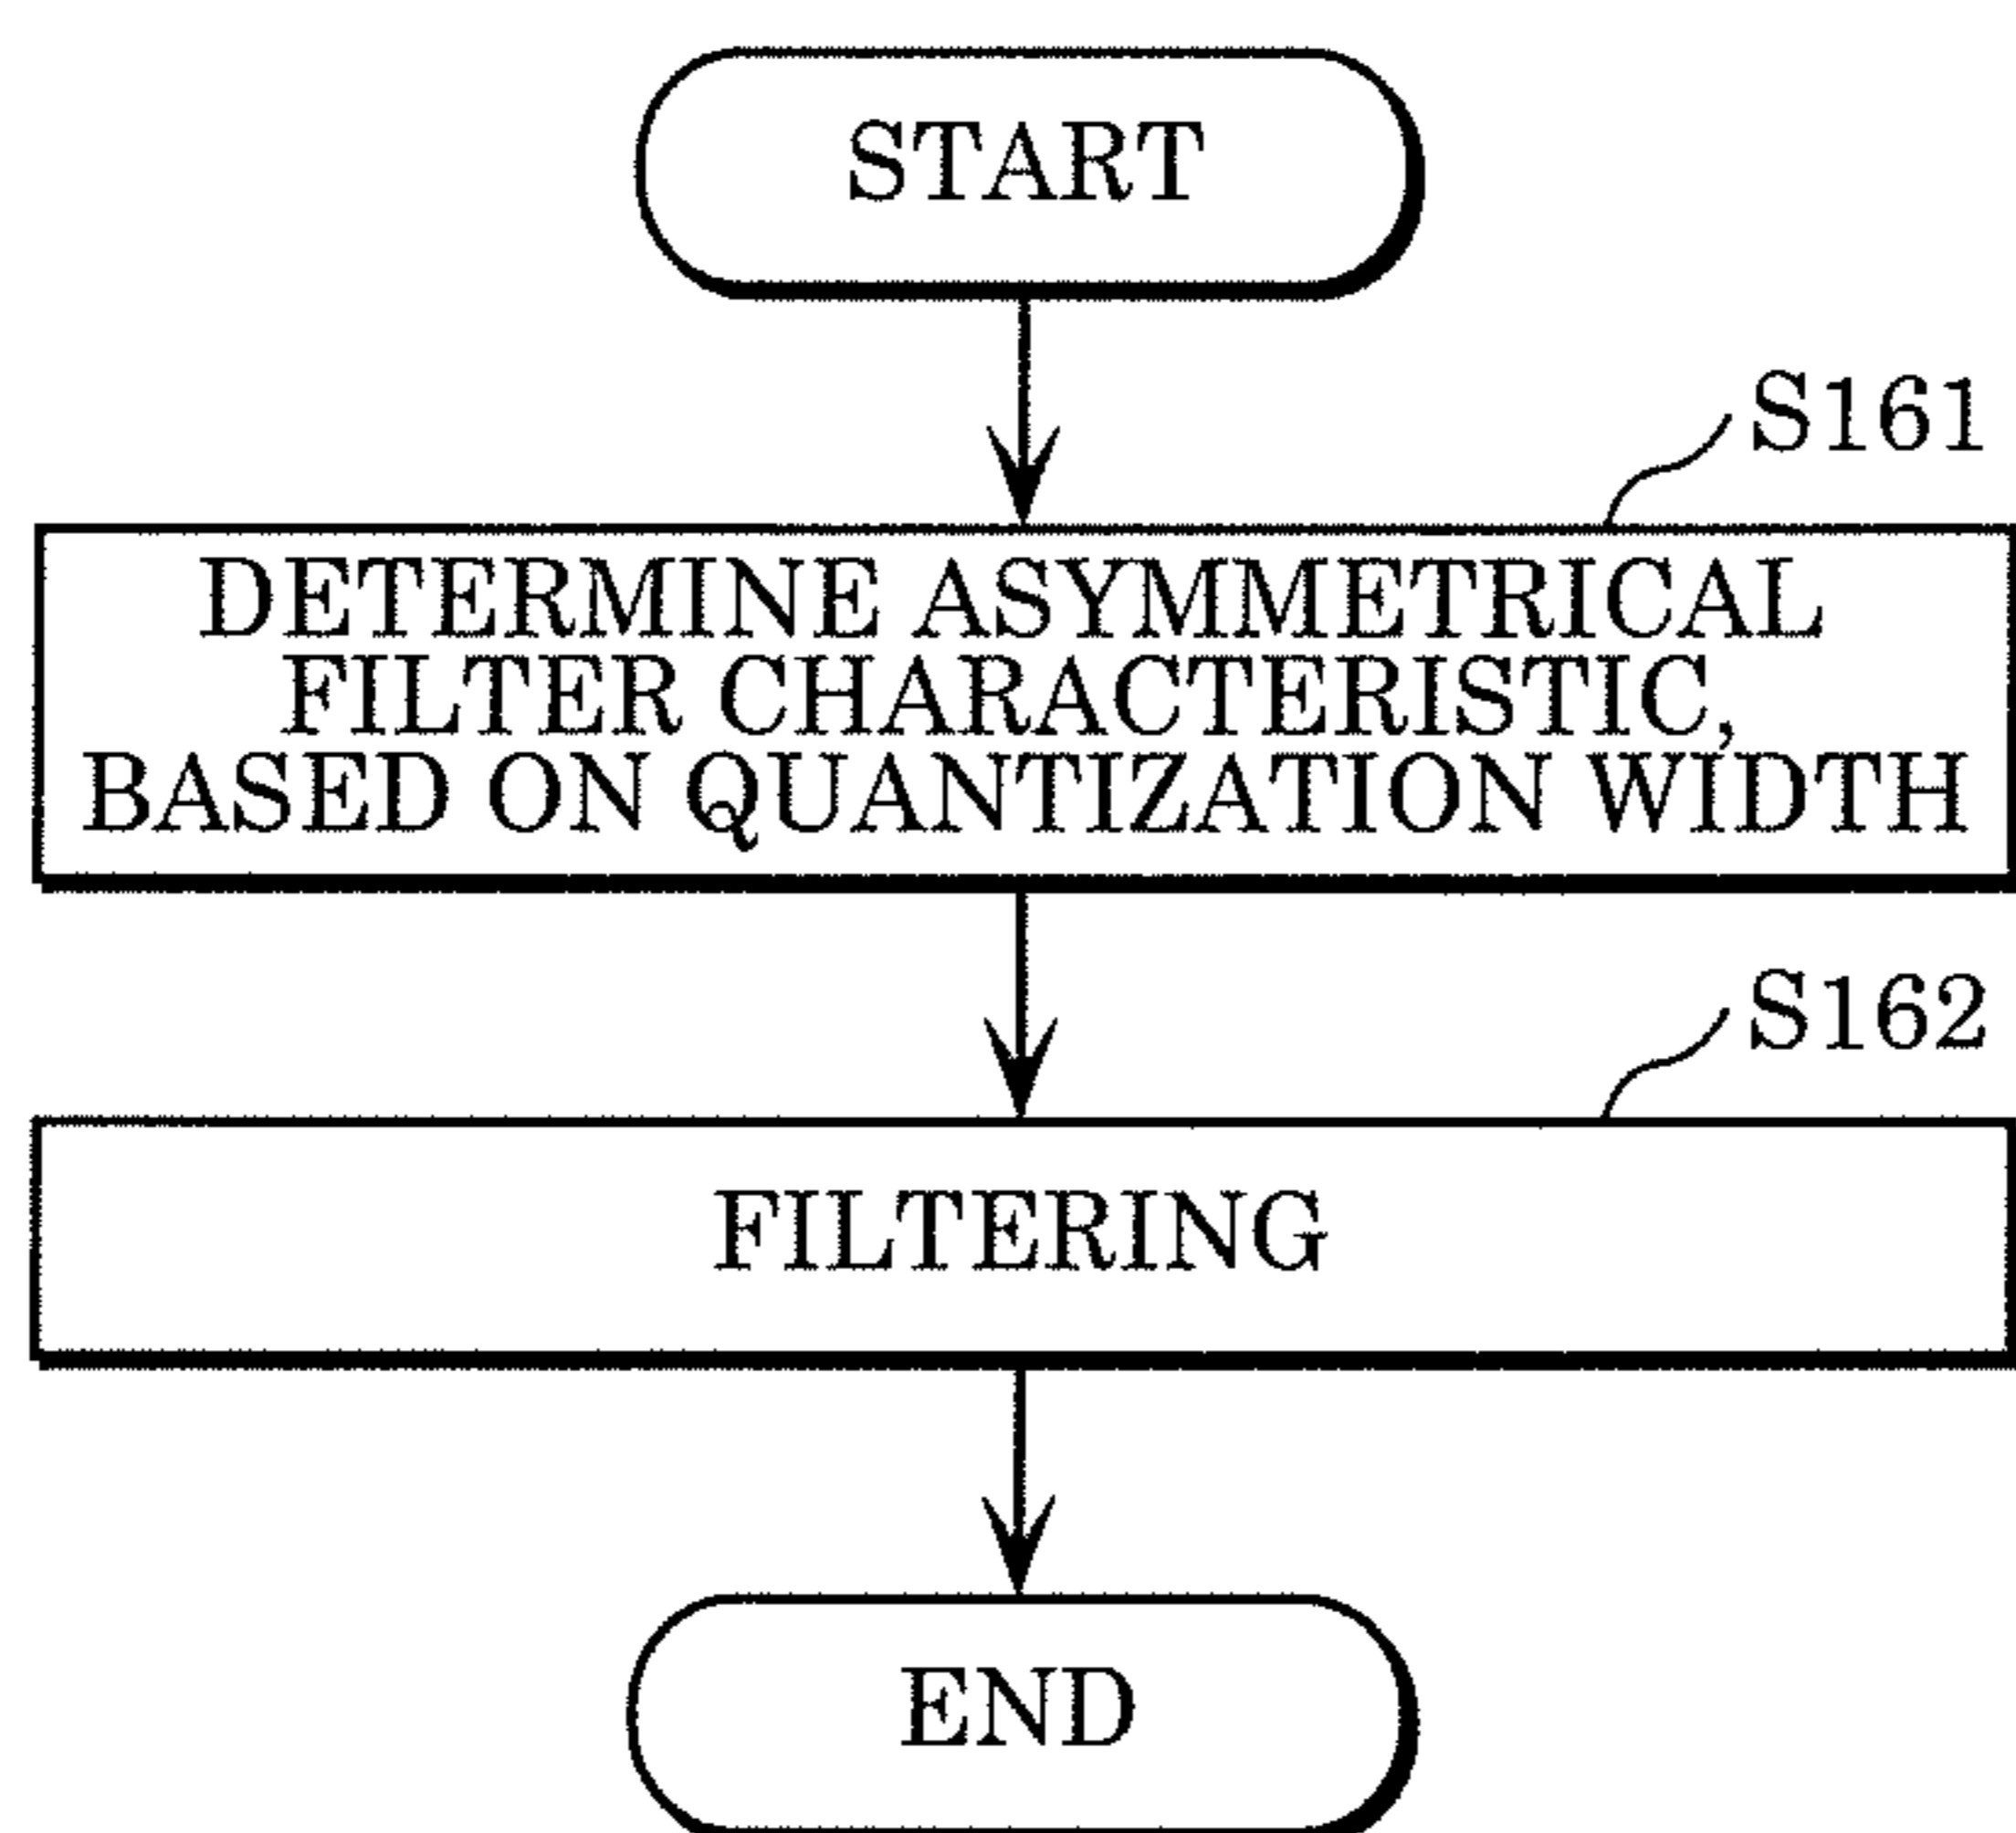 START
S161
DETERMINE ASYMMETRICAL
FILTER CHARACTERISTIC,
BASED ON QUANTIZATION WIDTH
S162
FILTERING
END